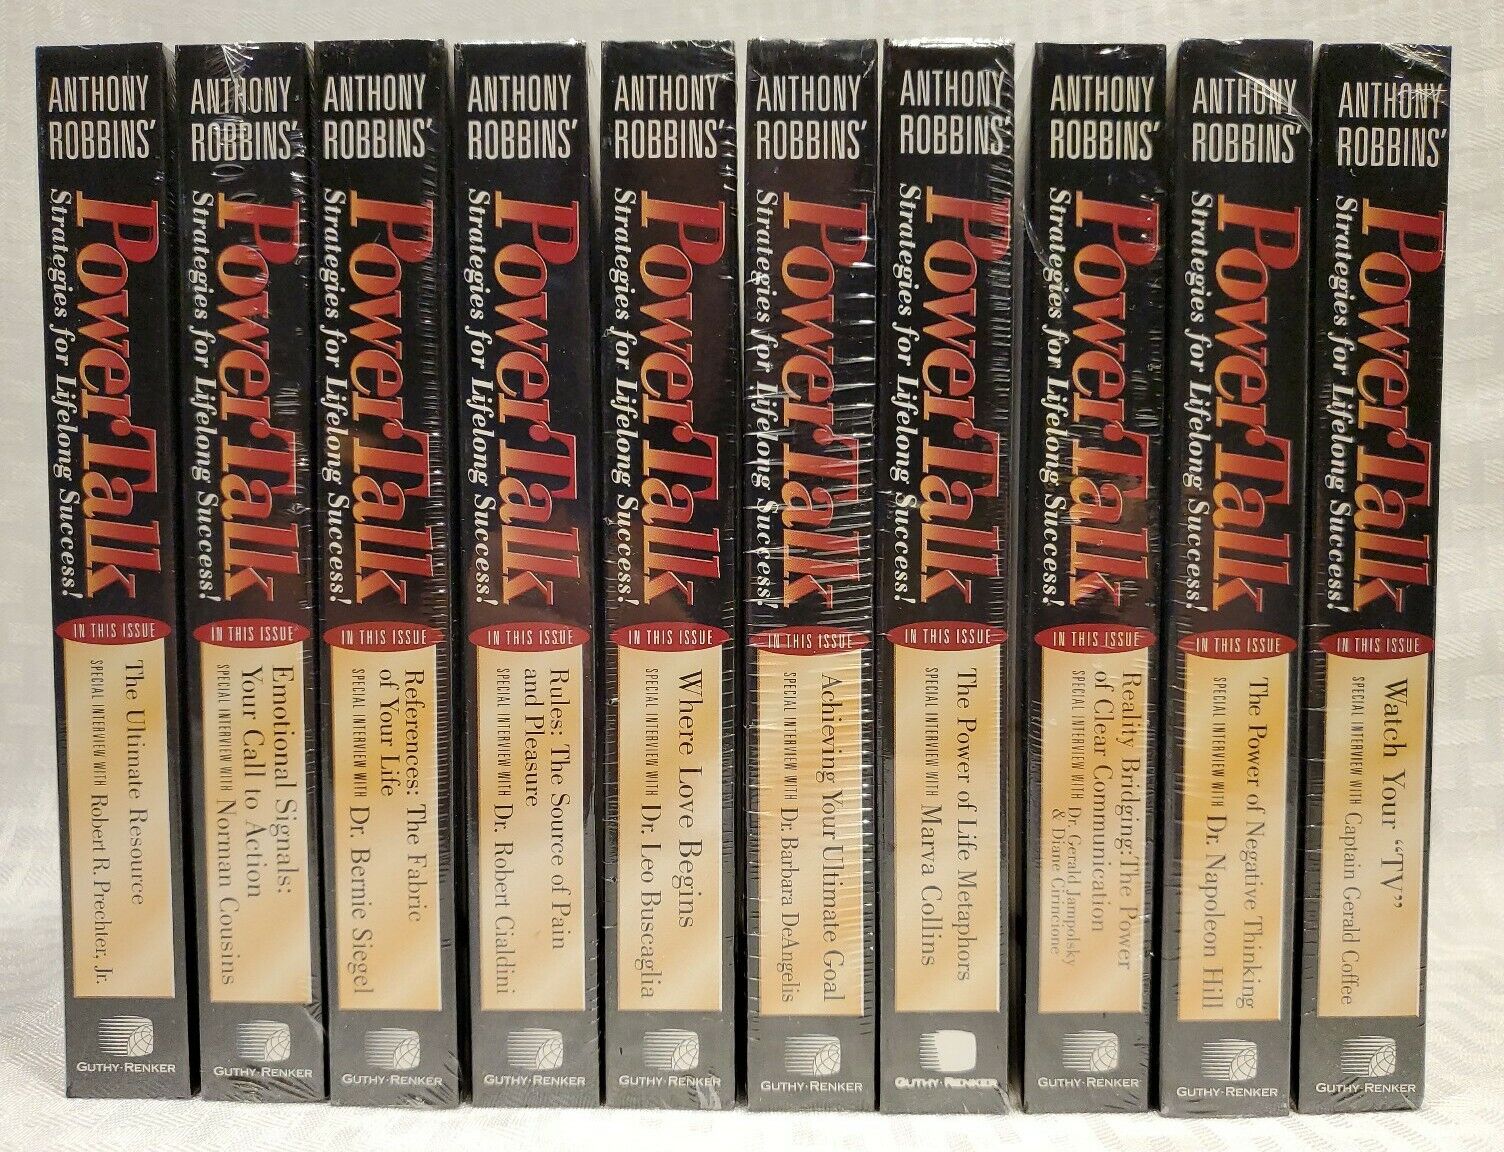 ANTHONY
ROBBINS'
PowerTalk
Strategies for Lifelong Success!
IN THIS ISSUE
The Ultimate Resource
SPECIAL INTERVIEW WITH Robert R. Prechter, Jr.
GUTHY-RENKER
ANTHONY
ROBBINS'
PowerTalk
Strategies for Lifelong Success!
IN THIS ISSUE
Emotional Signals:
Your Call to Action
SPECIAL INTERVIEW WITH Norman Cousins
GUTHY-RENKER
ANTHONY
ROBBINS'
PowerTalk
Strategies for Lifelong Success!
IN THIS ISSUE
References: The Fabric
of Your Life
SPECIAL INTERVIEW WITH Dr. Bernie Siegel
GUTHY-RENKER
ANTHONY
ROBBINS'
PowerTalk
Strategies for Lifelong Success!
IN THIS ISSUE
Rules: The Source of Pain
and Pleasure
SPECIAL INTERVIEW WITH Dr. Robert Cialdini
GUTHY-RENKER
ANTHONY
ROBBINS'
PowerTalk
Strategies for Lifelong Success!
IN THIS ISSUE
Where Love Begins
SPECIAL INTERVIEW WITH Dr. Leo Buscaglia
GUTHY-RENKER
ANTHONY
ROBBINS'
PowerTalk
Strategies for Lifelong Success!
IN THIS ISSUE
Achieving Your Ultimate Goal
SPECIAL INTERVIEW WITH Dr. Barbara DeAngelis
GUTHY-RENKER
ANTHONY
ROBBINS'
PowerTalk
Strategies for Lifelong Success!
IN THIS ISSUE
The Power of Life Metaphors
SPECIAL INTERVIEW WITH Marva Collins
GUTHY-RENKER
ANTHONY
ROBBINS'
PowerTalk
Strategies for Lifelong Success!
IN THIS ISSUE
Reality Bridging: The Power
of Clear Communication
SPECIAL INTERVIEW WITH Dr. Gerald Jampolsky
& Diane Cirincione
GUTHY-RENKER
ANTHONY
ROBBINS'
PowerTalk
Strategies for Lifelong Success!
IN THIS ISSUE
The Power of Negative Thinking
SPECIAL INTERVIEW WITH Dr. Napoleon Hill
GUTHY-RENKER
ANTHONY
ROBBINS'
PowerTalk
Strategies for Lifelong Success!
IN THIS ISSUE
Watch Your “TV”
SPECIAL INTERVIEW WITH Captain Gerald Coffee
GUTHY-RENKER